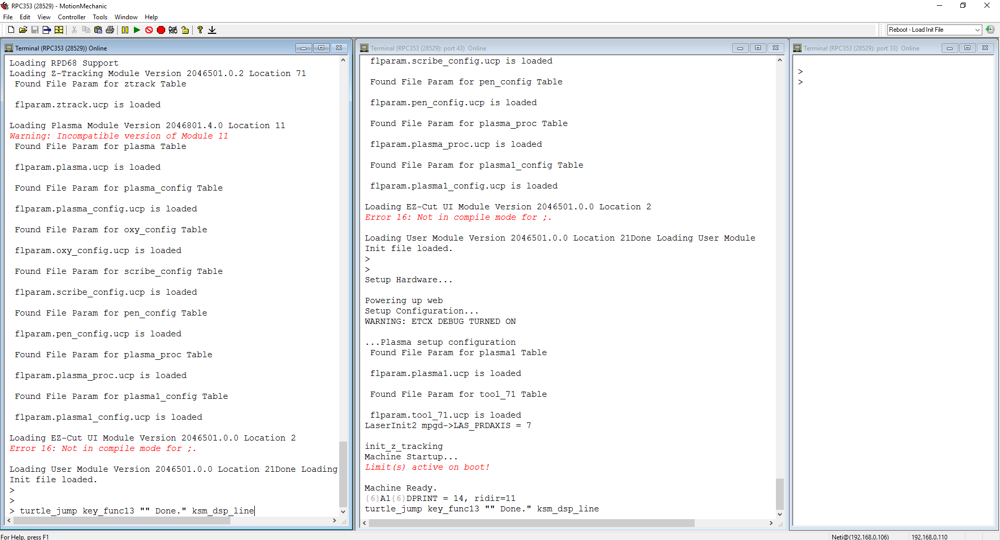 RPC353 (28529) - MotionMechanic
File Edit View Controller Tools Window Help
Reboot - Load Init File
Terminal (RPC353 (28529)) Online
Loading RPD68 Support
Loading Z-Tracking Module Version 2046501.0.2 Location 71
Found File Param for ztrack Table
flparam.ztrack.ucp is loaded
Loading Plasma Module Version 2046801.4.0 Location 11
Warning: Incompatible version of Module 11
Found File Param for plasma Table
flparam.plasma.ucp is loaded
Found File Param for plasma_config Table
flparam.plasma_config.ucp is loaded
Found File Param for oxy_config Table
flparam.oxy_config.ucp is loaded
Found File Param for scribe_config Table
flparam.scribe_config.ucp is loaded
Found File Param for pen_config Table
flparam.pen_config.ucp is loaded
Found File Param for plasma_proc Table
flparam.plasma_proc.ucp is loaded
Found File Param for plasma1_config Table
flparam.plasma1_config.ucp is loaded
Loading EZ-Cut UI Module Version 2046501.0.0 Location 2
Error 16: Not in compile mode for ;.
Loading User Module Version 2046501.0.0 Location 21Done Loading
Init file loaded.
>
>
> turtle_jump key_func13 "" Done." ksm_dsp_line
Terminal (RPC353 (28529): port 43) Online
flparam.scribe_config.ucp is loaded
Found File Param for pen_config Table
flparam.pen_config.ucp is loaded
Found File Param for plasma_proc Table
flparam.plasma_proc.ucp is loaded
Found File Param for plasma1_config Table
flparam.plasma1_config.ucp is loaded
Loading EZ-Cut UI Module Version 2046501.0.0 Location 2
Error 16: Not in compile mode for ;.
Loading User Module Version 2046501.0.0 Location 21Done Loading User Module
Init file loaded.
>
>
Setup Hardware...
Powering up web
Setup Configuration...
WARNING: ETCX DEBUG TURNED ON
...Plasma setup configuration
Found File Param for plasma1 Table
flparam.plasma1.ucp is loaded
Found File Param for tool_71 Table
flparam.tool_71.ucp is loaded
LaserInit2 mpgd->LAS_PRDAXIS = 7
init_z_tracking
Machine Startup...
Limit(s) active on boot!
Machine Ready.
{6}A1{6}DPRINT = 14, ridir=11
turtle_jump key_func13 "" Done." ksm_dsp_line
Terminal (RPC353 (28529): port 33) Online
>
>
For Help, press F1
Neti@(192.168.0.106) 192.168.0.110